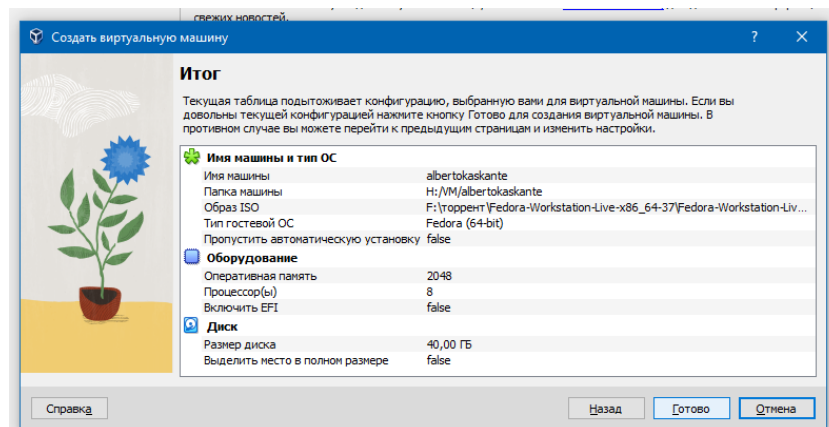 свежих новостей.
Создать виртуальную машину
Итог
Текущая таблица подытоживает конфигурацию, выбранную вами для виртуальной машины. Если вы
довольны текущей конфигурацией нажмите кнопку Готово для создания виртуальной машины. В
противном случае вы можете перейти к предыдущим страницам и изменить настройки.
Имя машины и тип ОС
Имя машины albertokaskante
Папка машины H:/VM/albertokaskante
Образ ISO F:\торрент\Fedora-Workstation-Live-x86_64-37\Fedora-Workstation-Liv...
Тип гостевой ОС Fedora (64-bit)
Пропустить автоматическую установку false
Оборудование
Оперативная память 2048
Процессор(ы) 8
Включить EFI false
Диск
Размер диска 40,00 ГБ
Выделить место в полном размере false
Справка Назад Готово Отмена